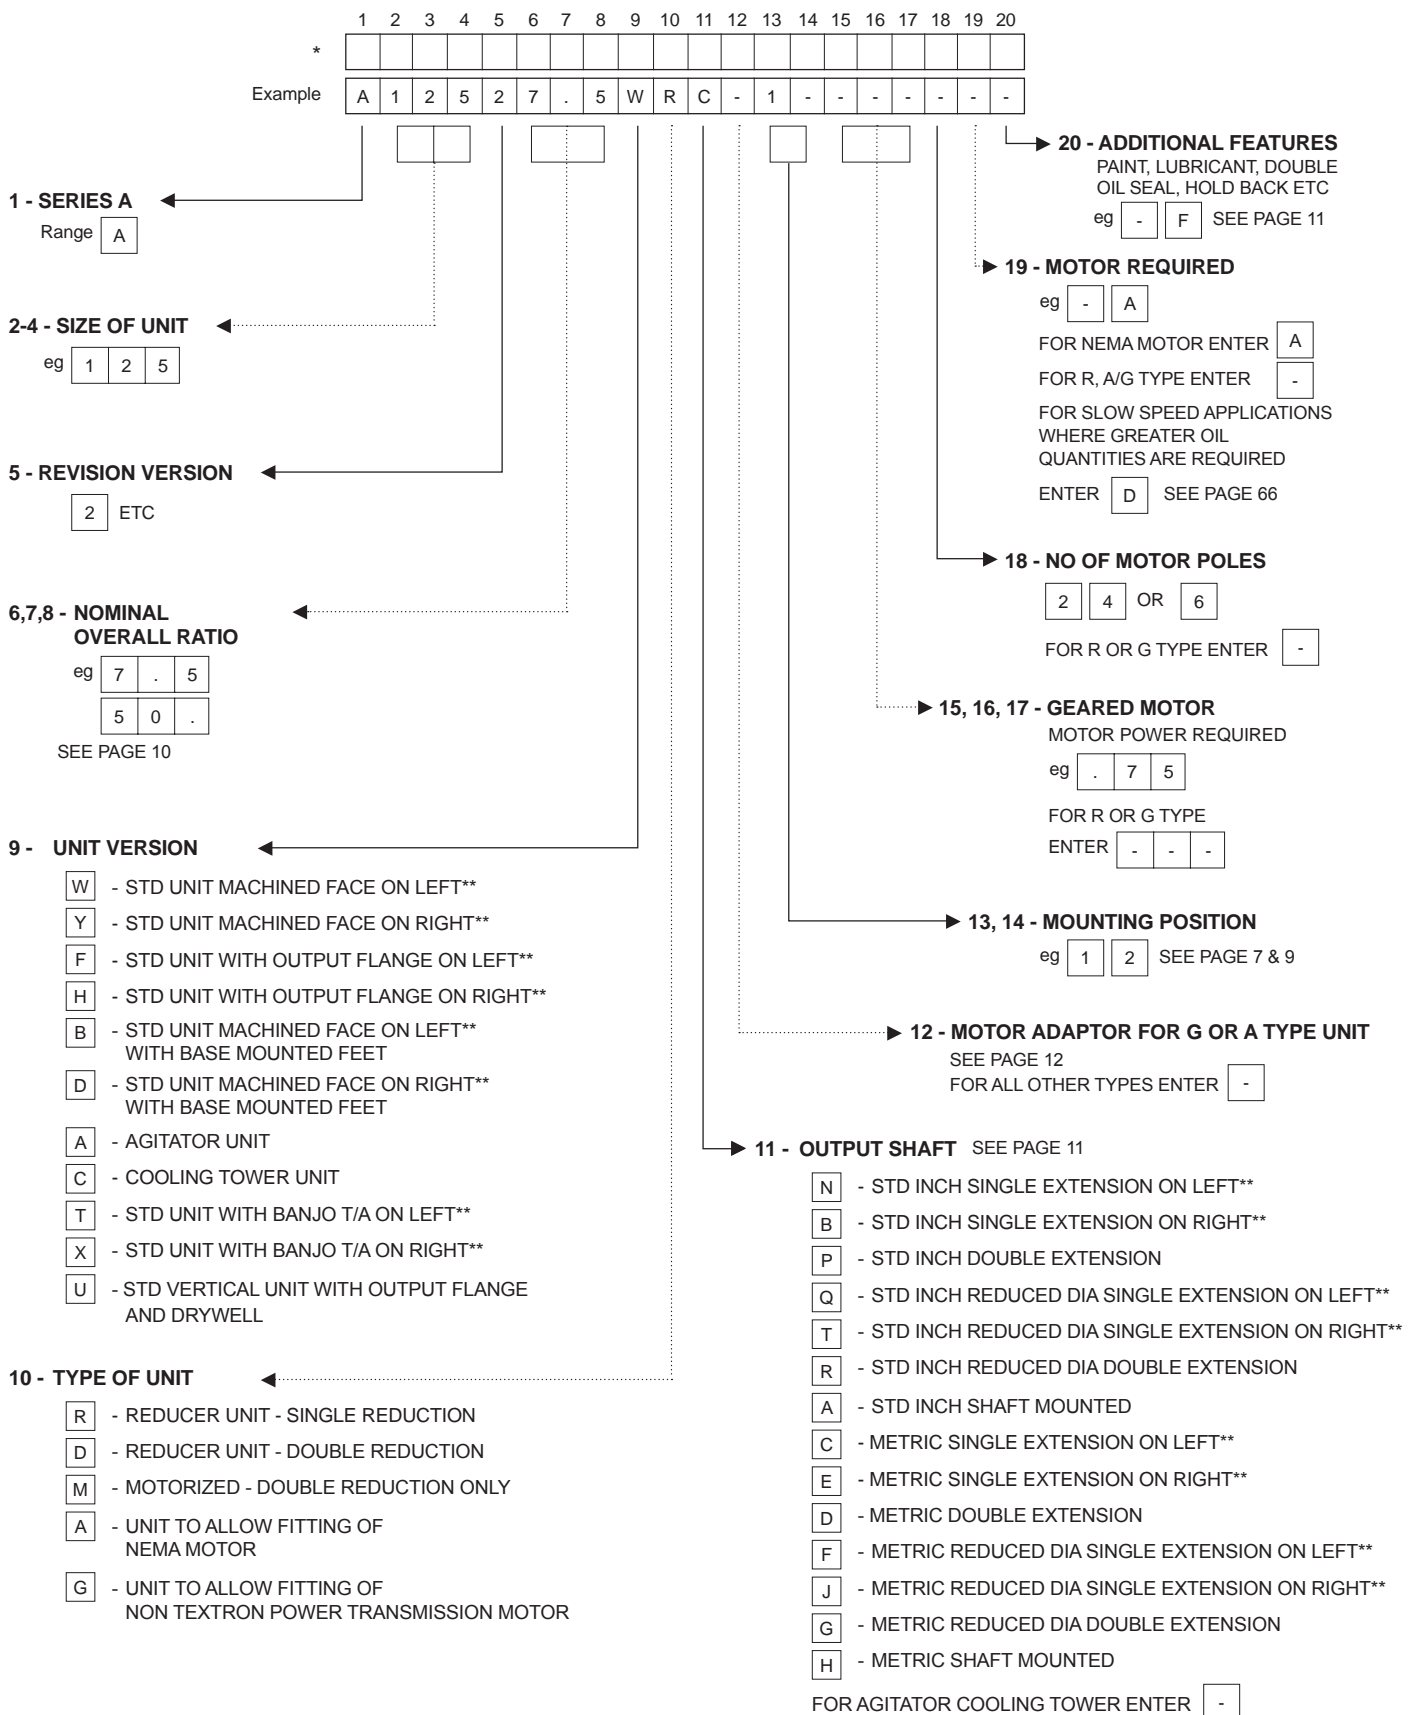 1 2 3 4 5 6 7 8 9 10 11 12 13 14 15 16 17 18 19 20
*
Example A 1 2 5 2 7 . 5 W R C - 1 - - - - - - -
1 - SERIES A
Range A
2-4 - SIZE OF UNIT
eg 1 2 5
5 - REVISION VERSION
2 ETC
6,7,8 - NOMINAL
OVERALL RATIO
eg 7 . 5
5 0 .
SEE PAGE 10
9 - UNIT VERSION
W - STD UNIT MACHINED FACE ON LEFT**
Y - STD UNIT MACHINED FACE ON RIGHT**
F - STD UNIT WITH OUTPUT FLANGE ON LEFT**
H - STD UNIT WITH OUTPUT FLANGE ON RIGHT**
B - STD UNIT MACHINED FACE ON LEFT**
WITH BASE MOUNTED FEET
D - STD UNIT MACHINED FACE ON RIGHT**
WITH BASE MOUNTED FEET
A - AGITATOR UNIT
C - COOLING TOWER UNIT
T - STD UNIT WITH BANJO T/A ON LEFT**
X - STD UNIT WITH BANJO T/A ON RIGHT**
U - STD VERTICAL UNIT WITH OUTPUT FLANGE
AND DRYWELL
10 - TYPE OF UNIT
R - REDUCER UNIT - SINGLE REDUCTION
D - REDUCER UNIT - DOUBLE REDUCTION
M - MOTORIZED - DOUBLE REDUCTION ONLY
A - UNIT TO ALLOW FITTING OF
NEMA MOTOR
G - UNIT TO ALLOW FITTING OF
NON TEXTRON POWER TRANSMISSION MOTOR
20 - ADDITIONAL FEATURES
PAINT, LUBRICANT, DOUBLE
OIL SEAL, HOLD BACK ETC
eg - F SEE PAGE 11
19 - MOTOR REQUIRED
eg - A
FOR NEMA MOTOR ENTER A
FOR R, A/G TYPE ENTER -
FOR SLOW SPEED APPLICATIONS
WHERE GREATER OIL
QUANTITIES ARE REQUIRED
ENTER D SEE PAGE 66
18 - NO OF MOTOR POLES
2 4 OR 6
FOR R OR G TYPE ENTER -
15, 16, 17 - GEARED MOTOR
MOTOR POWER REQUIRED
eg . 7 5
FOR R OR G TYPE
ENTER - - -
13, 14 - MOUNTING POSITION
eg 1 2 SEE PAGE 7 & 9
12 - MOTOR ADAPTOR FOR G OR A TYPE UNIT
SEE PAGE 12
FOR ALL OTHER TYPES ENTER -
11 - OUTPUT SHAFT SEE PAGE 11
N - STD INCH SINGLE EXTENSION ON LEFT**
B - STD INCH SINGLE EXTENSION ON RIGHT**
P - STD INCH DOUBLE EXTENSION
Q - STD INCH REDUCED DIA SINGLE EXTENSION ON LEFT**
T - STD INCH REDUCED DIA SINGLE EXTENSION ON RIGHT**
R - STD INCH REDUCED DIA DOUBLE EXTENSION
A - STD INCH SHAFT MOUNTED
C - METRIC SINGLE EXTENSION ON LEFT**
E - METRIC SINGLE EXTENSION ON RIGHT**
D - METRIC DOUBLE EXTENSION
F - METRIC REDUCED DIA SINGLE EXTENSION ON LEFT**
J - METRIC REDUCED DIA SINGLE EXTENSION ON RIGHT**
G - METRIC REDUCED DIA DOUBLE EXTENSION
H - METRIC SHAFT MOUNTED
FOR AGITATOR COOLING TOWER ENTER -